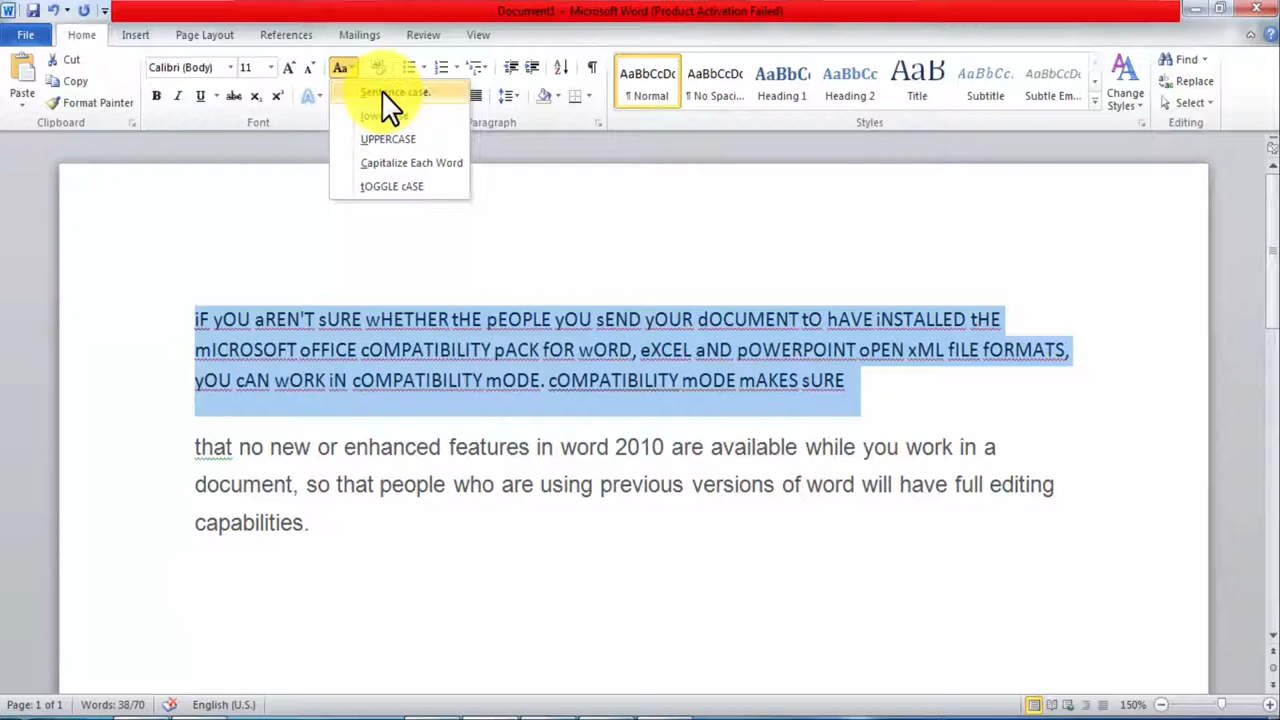 Document1 - Microsoft Word (Product Activation Failed)
File Home Insert Page Layout References Mailings Review View
Cut
Copy
Format Painter
Paste
Clipboard
Calibri (Body) 11
Aa
B I U abc x₂ x²
Font
Sentence case.
UPPERCASE
Capitalize Each Word
tOGGLE cASE
Paragraph
AaBbCcDc AaBbCcDc AaBbCc AaBbCc AaB AaBbCc. AaBbCcDc
¶ Normal ¶ No Spaci... Heading 1 Heading 2 Title Subtitle Subtle Em...
Change
Styles
Styles
Find
Replace
Select
Editing
iF yOU aREN'T sURE wHETHER tHE pEOPLE yOU sEND yOUR dOCUMENT tO hAVE iNSTALLED tHE
mICROSOFT oFFICE cOMPATIBILITY pACK fOR wORD, eXCEL aND pOWERPOINT oPEN xML fILE fORMATS,
yOU cAN wORK iN cOMPATIBILITY mODE. cOMPATIBILITY mODE mAKES sURE
that no new or enhanced features in word 2010 are available while you work in a
document, so that people who are using previous versions of word will have full editing
capabilities.
Page: 1 of 1 Words: 38/70 English (U.S.) 150%